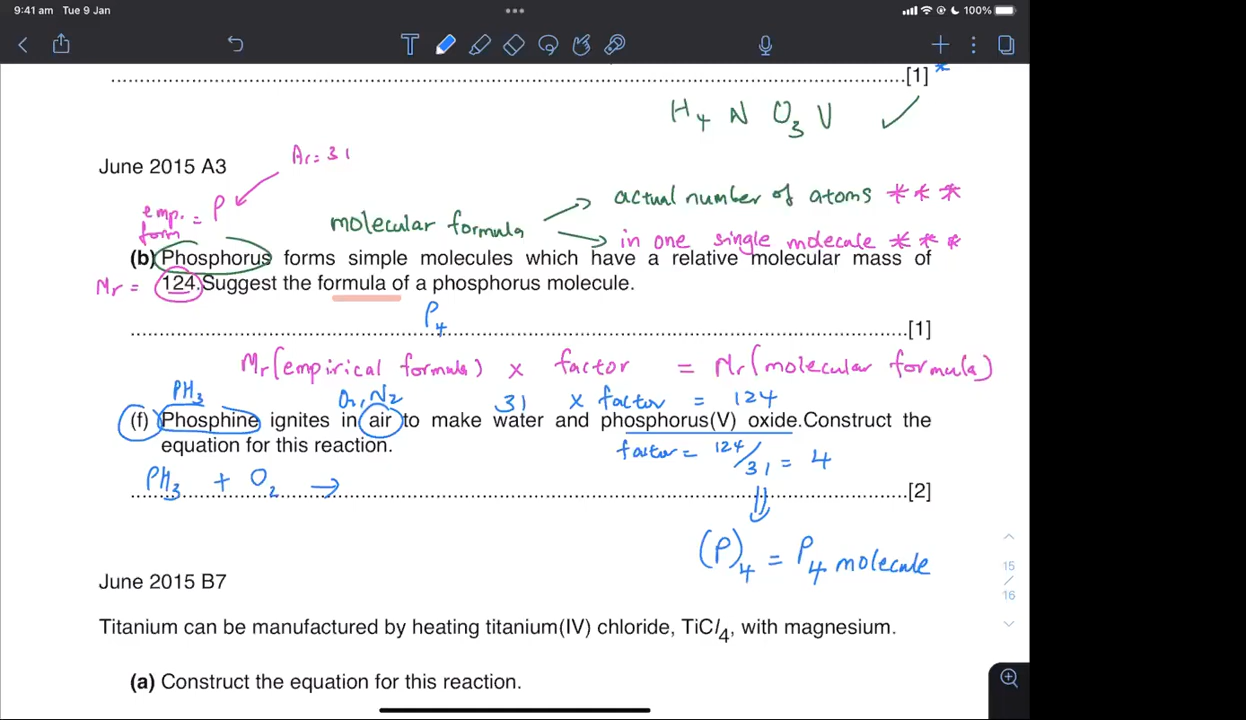 9:41 am Tue 9 Jan
100%
[1] *
H4 N O3 V ✓
June 2015 A3
Ar = 31
emp. form = P
molecular formula
actual number of atoms * * *
in one single molecule * * *
(b) Phosphorus forms simple molecules which have a relative molecular mass of
Mr = 124.Suggest the formula of a phosphorus molecule.
P4
[1]
Mr(empirical formula) × factor = Mr(molecular formula)
PH3
O2, N2
31 × factor = 124
(f) Phosphine ignites in air to make water and phosphorus(V) oxide.Construct the
equation for this reaction.
factor = 124/31 = 4
PH3 + O2 →
[2]
(P)4 = P4 molecule
15
/
16
June 2015 B7
Titanium can be manufactured by heating titanium(IV) chloride, TiCl4, with magnesium.
(a) Construct the equation for this reaction.